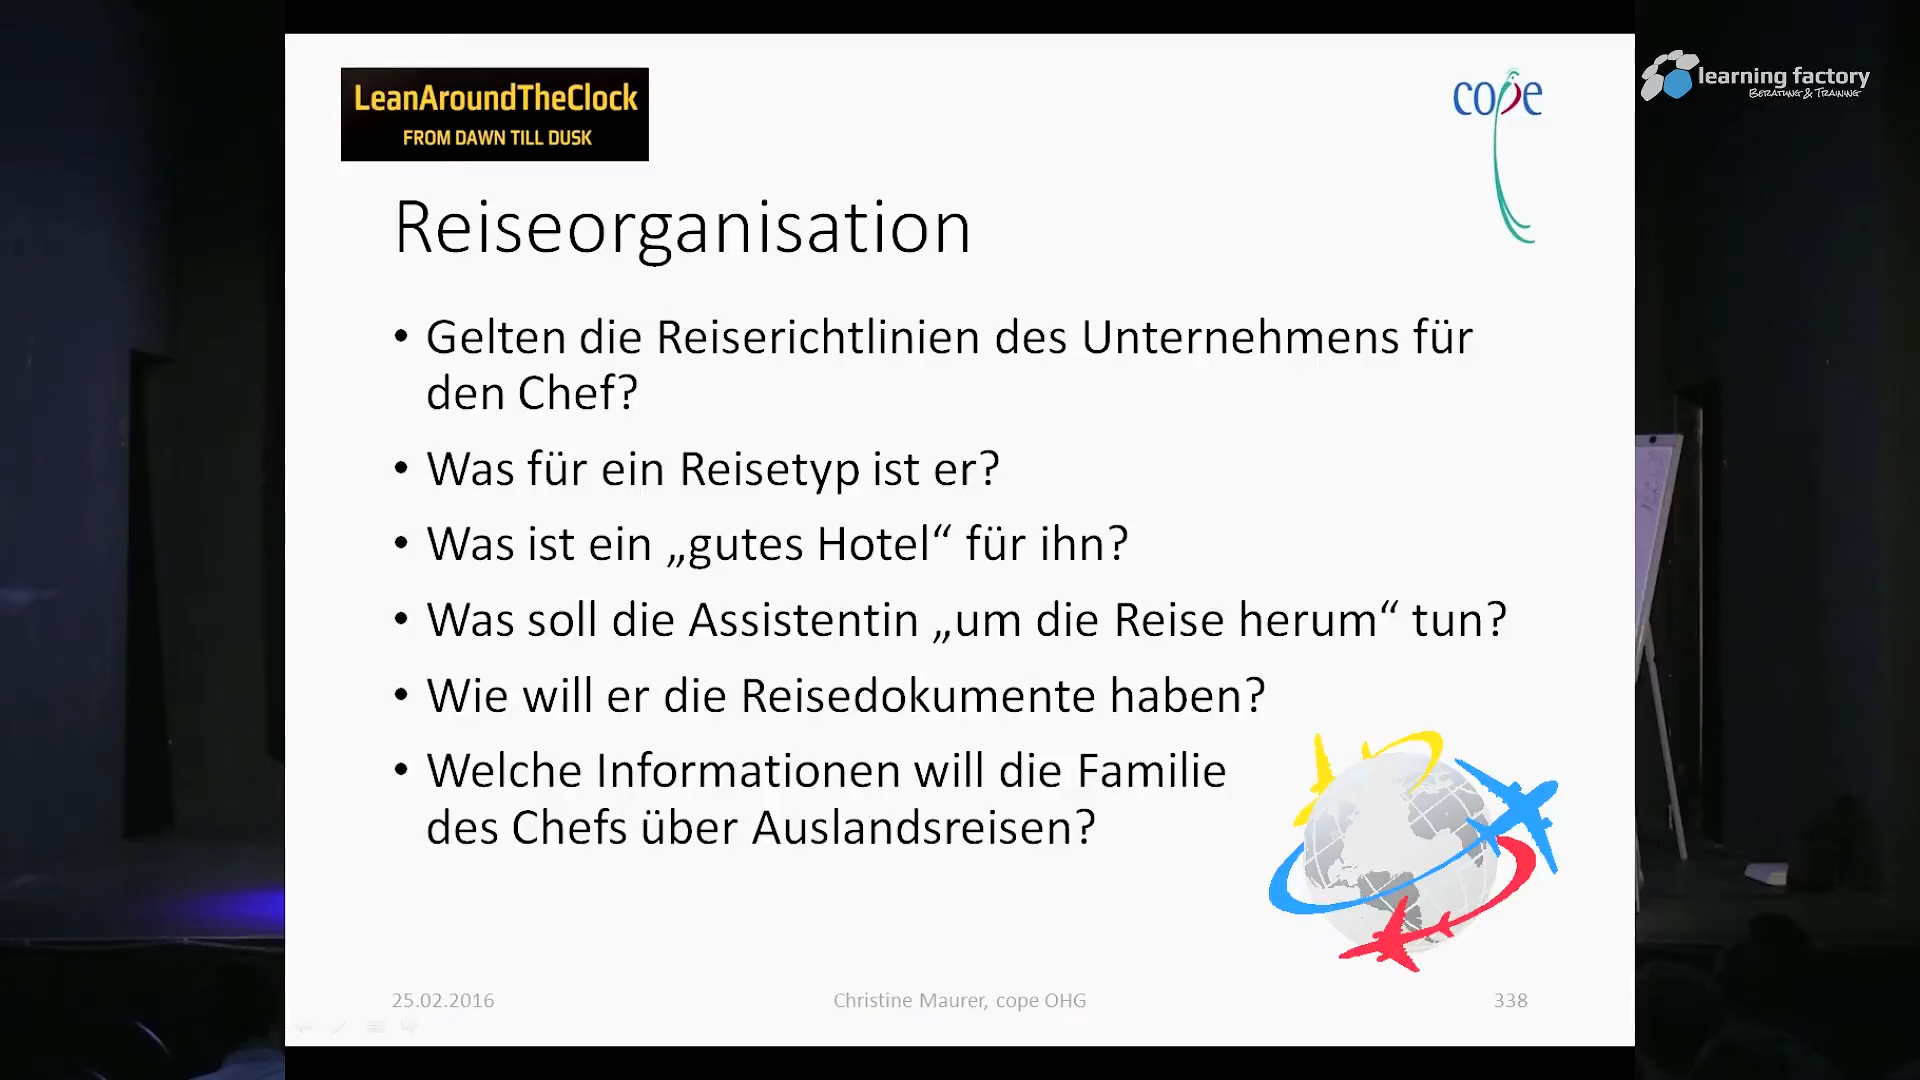 LeanAroundTheClock
FROM DAWN TILL DUSK
cope
learning factory
BERATUNG & TRAINING
Reiseorganisation
• Gelten die Reiserichtlinien des Unternehmens für
den Chef?
• Was für ein Reisetyp ist er?
• Was ist ein „gutes Hotel“ für ihn?
• Was soll die Assistentin „um die Reise herum“ tun?
• Wie will er die Reisedokumente haben?
• Welche Informationen will die Familie
des Chefs über Auslandsreisen?
25.02.2016
Christine Maurer, cope OHG
338